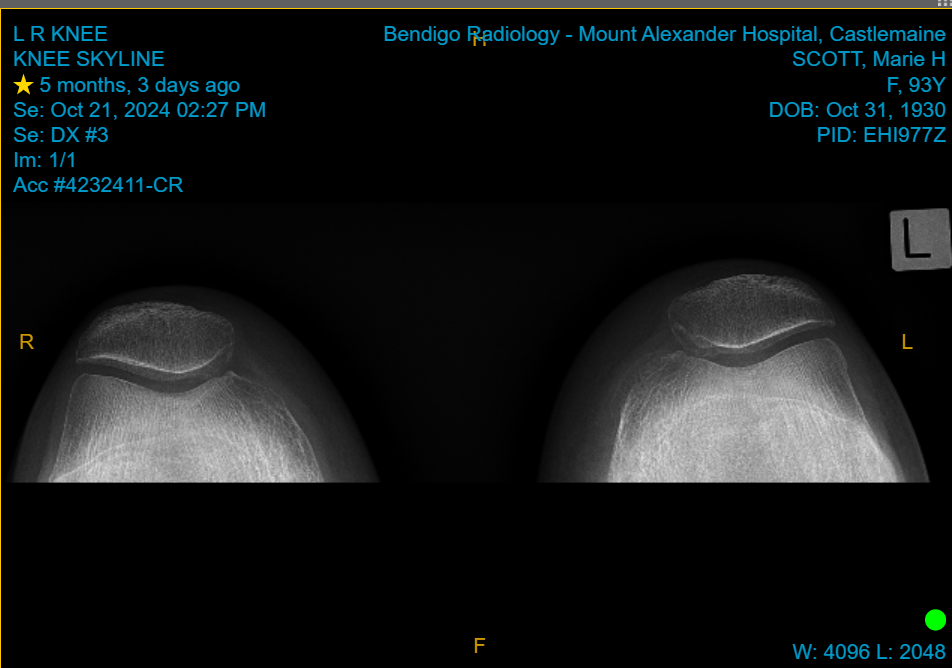 L R KNEE
KNEE SKYLINE
5 months, 3 days ago
Se: Oct 21, 2024 02:27 PM
Se: DX #3
Im: 1/1
Acc #4232411-CR
Bendigo Radiology - Mount Alexander Hospital, Castlemaine
H
SCOTT, Marie H
F, 93Y
DOB: Oct 31, 1930
PID: EHI977Z
L
R
L
F
W: 4096 L: 2048